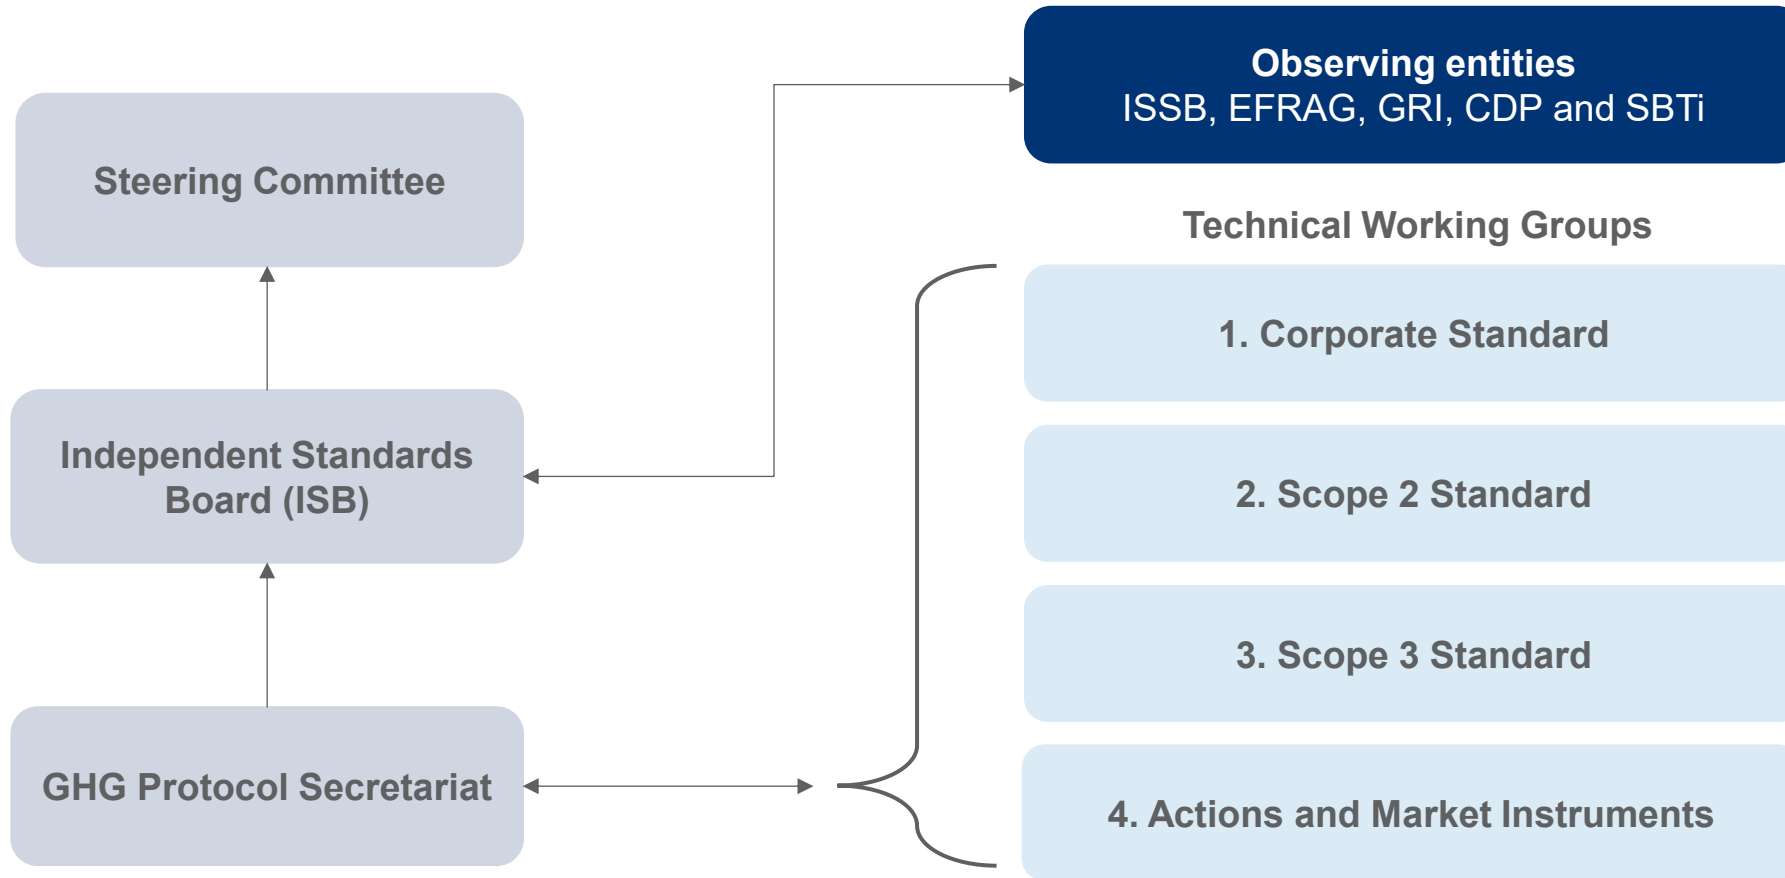 Observing entities
ISSB, EFRAG, GRI, CDP and SBTi
Steering Committee
Technical Working Groups
1. Corporate Standard
Independent Standards
Board (ISB)
2. Scope 2 Standard
3. Scope 3 Standard
GHG Protocol Secretariat
4. Actions and Market Instruments